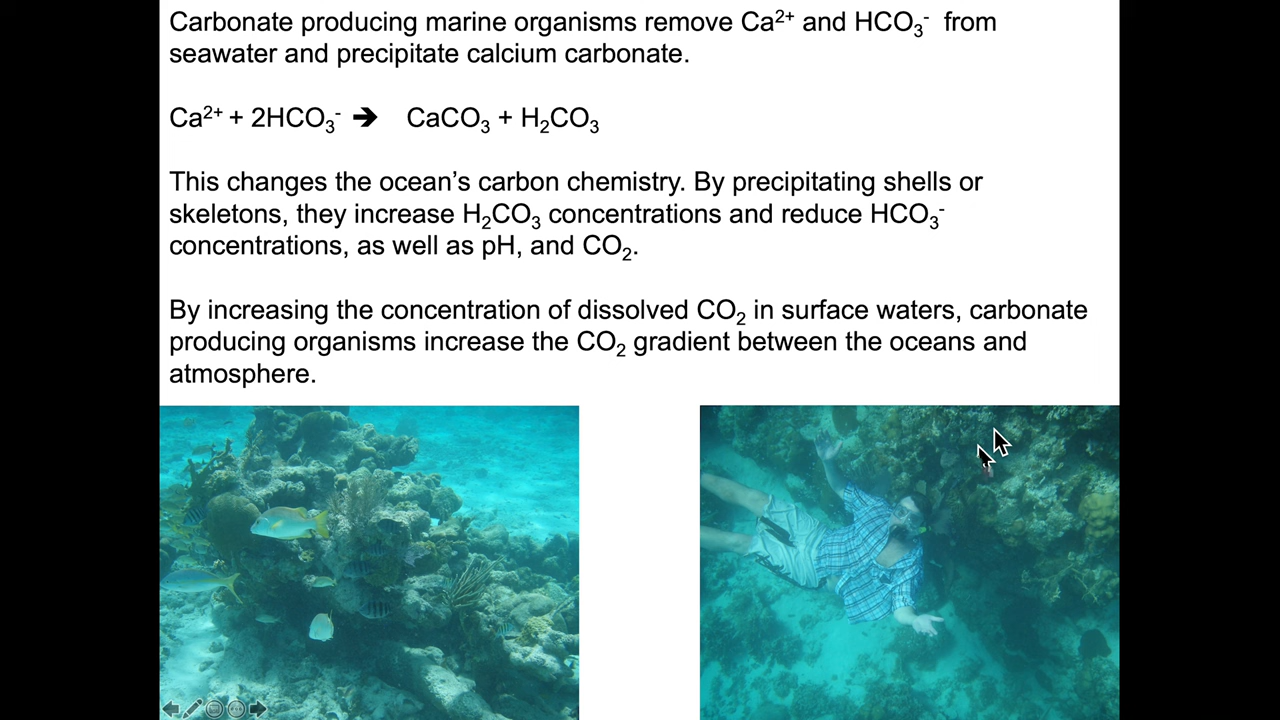 Carbonate producing marine organisms remove Ca²⁺ and HCO₃⁻ from
seawater and precipitate calcium carbonate.
Ca²⁺ + 2HCO₃⁻ ➔ CaCO₃ + H₂CO₃
This changes the ocean’s carbon chemistry. By precipitating shells or
skeletons, they increase H₂CO₃ concentrations and reduce HCO₃⁻
concentrations, as well as pH, and CO₂.
By increasing the concentration of dissolved CO₂ in surface waters, carbonate
producing organisms increase the CO₂ gradient between the oceans and
atmosphere.